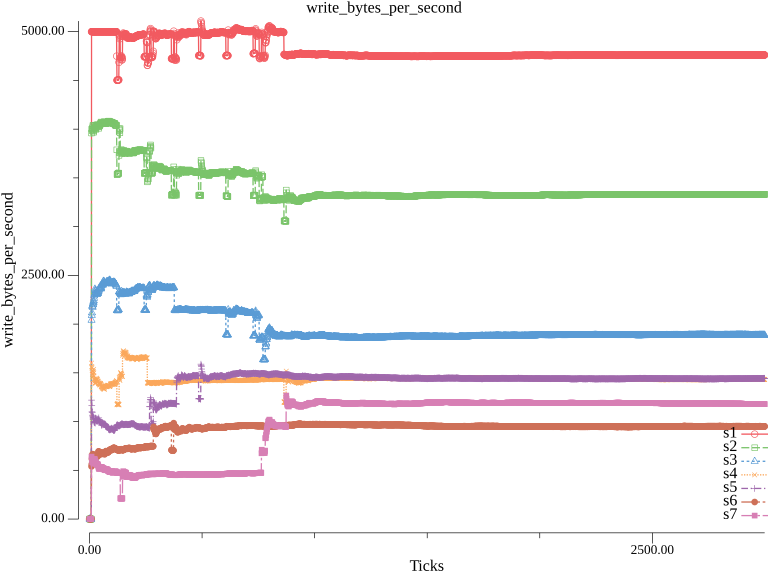 write_bytes_per_second
5000.00
write_bytes_per_second
2500.00
0.00
s1
s2
s3
s4
s5
s6
s7
0.00
2500.00
Ticks